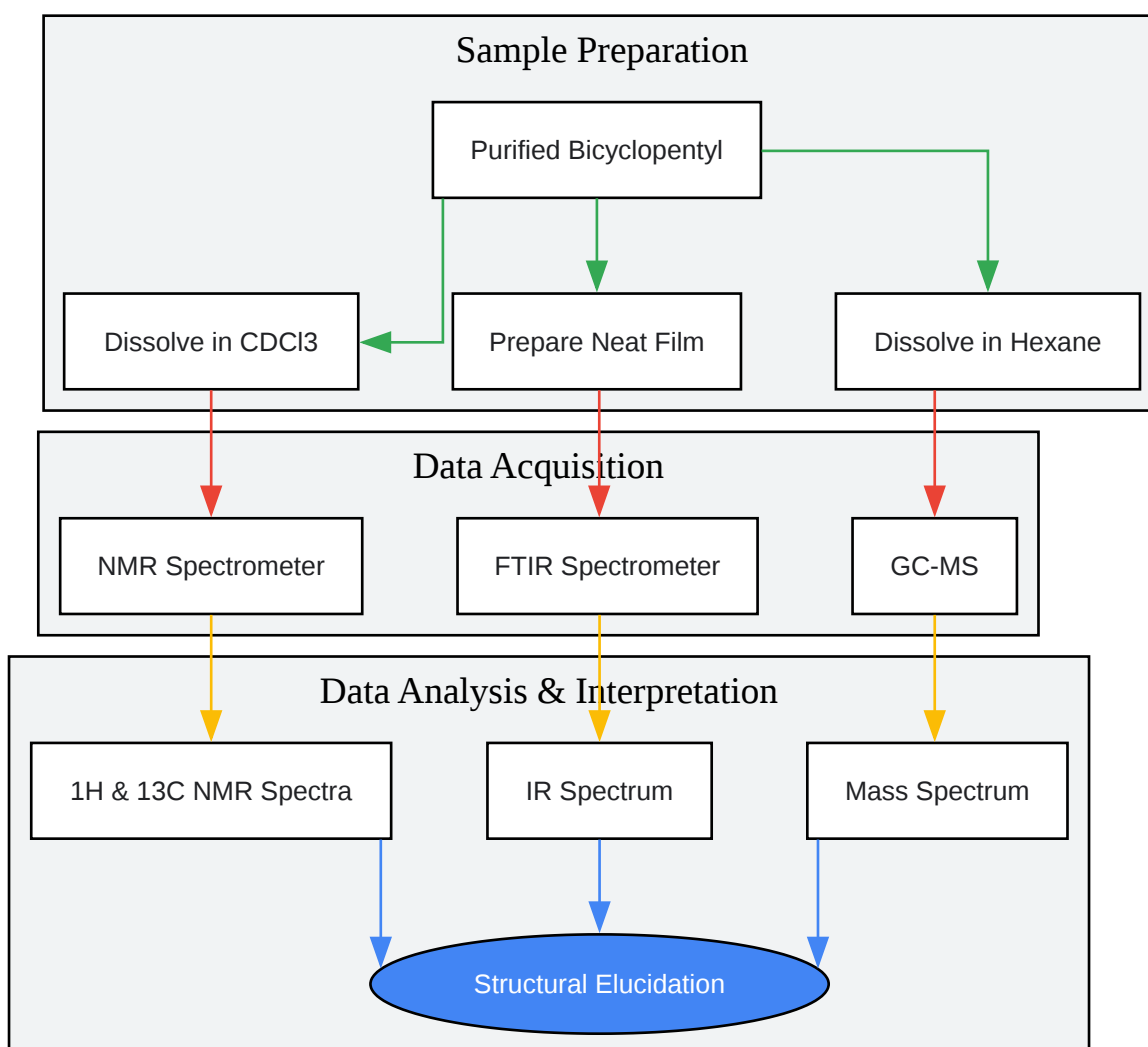 Sample Preparation
Purified Bicyclopentyl
Dissolve in CDCl3
Prepare Neat Film
Dissolve in Hexane
Data Acquisition
NMR Spectrometer
FTIR Spectrometer
GC-MS
Data Analysis & Interpretation
1H & 13C NMR Spectra
IR Spectrum
Mass Spectrum
Structural Elucidation